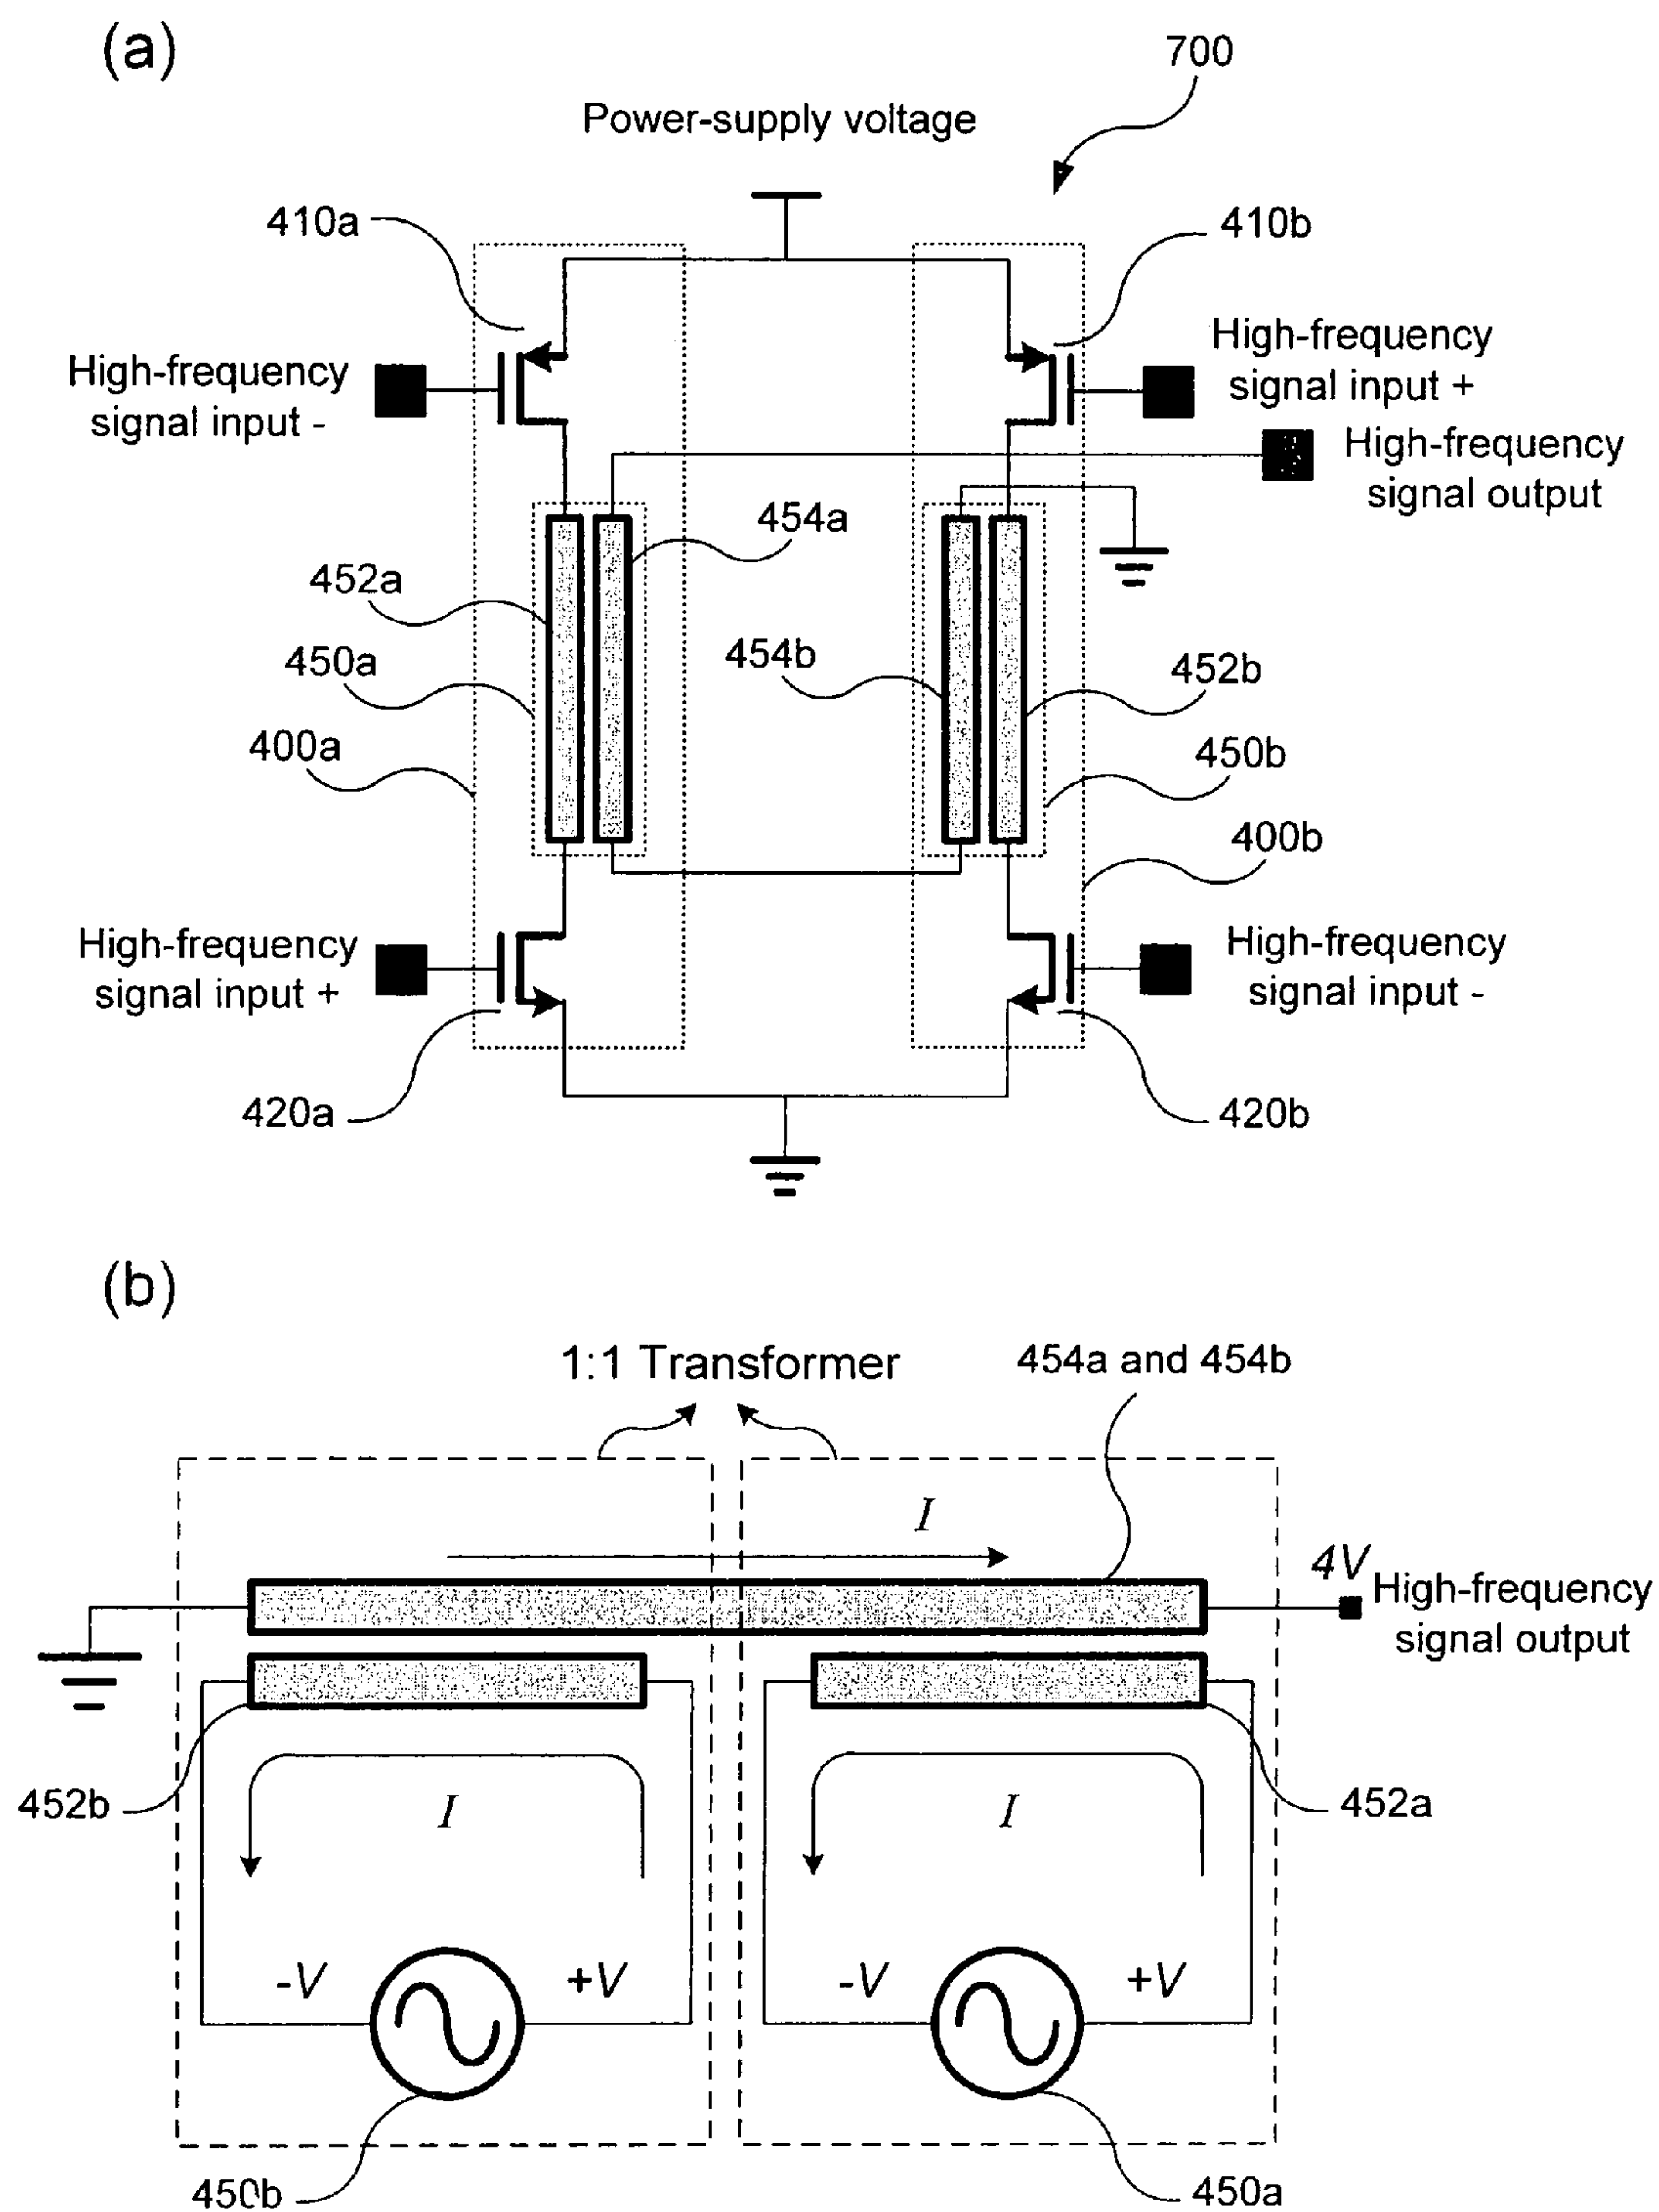 (a)
700
Power-supply voltage
410a
410b
High-frequency
signal input -
High-frequency
signal input +
High-frequency
signal output
454a
452a
450a
400a
454b
452b
450b
400b
High-frequency
signal input +
High-frequency
signal input -
420a
420b
(b)
1:1 Transformer
454a and 454b
I
4V
High-frequency
signal output
452b
I
I
452a
-V
+V
-V
+V
450b
450a